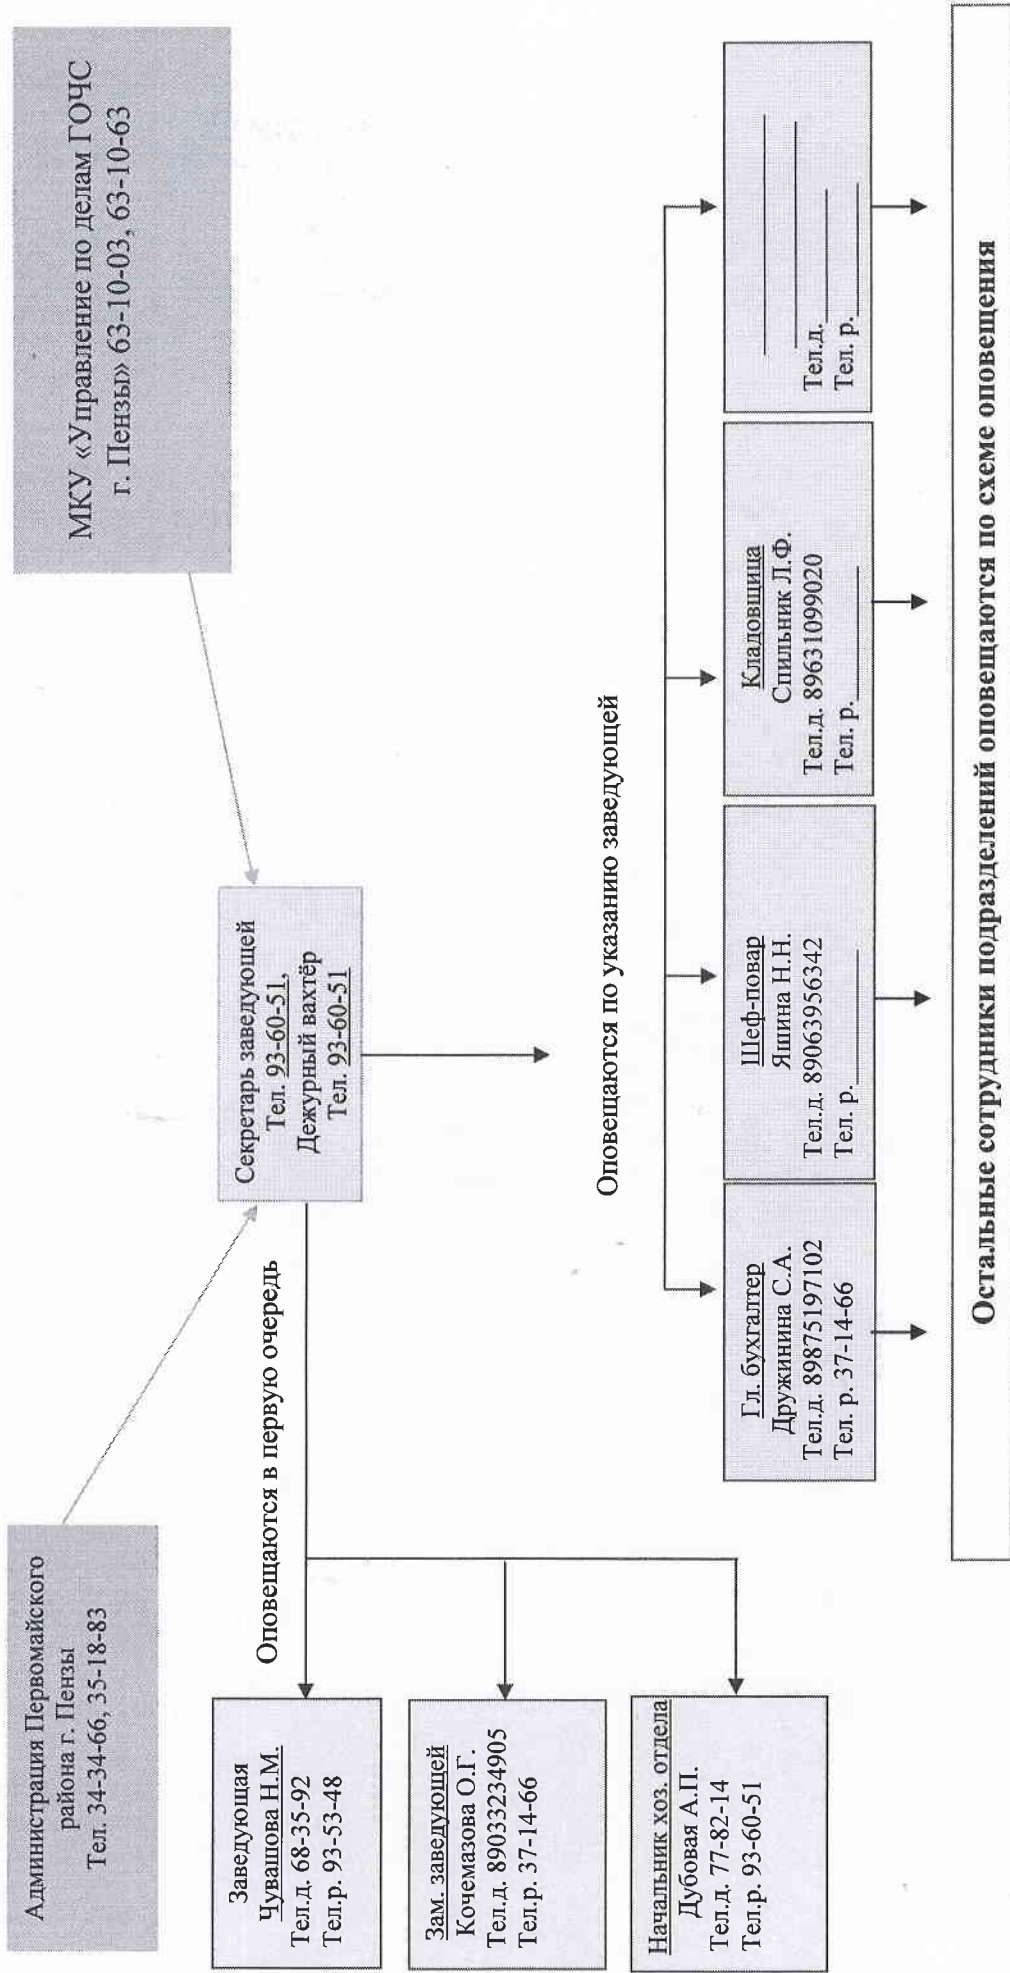 Администрация Первомайского
района г. Пензы
Тел. 34-34-66, 35-18-83
МКУ «Управление по делам ГОЧС
г. Пензы» 63-10-03, 63-10-63
Секретарь заведующей
Тел. 93-60-51,
Дежурный вахтёр
Тел. 93-60-51
Оповещаются в первую очередь
Заведующая
Чувашова Н.М.
Тел.д. 68-35-92
Тел.р. 93-53-48
Зам. заведующей
Кочемазова О.Г.
Тел.д. 89033234905
Тел.р. 37-14-66
Начальник хоз. отдела
Дубовая А.П.
Тел.д. 77-82-14
Тел.р. 93-60-51
Оповещаются по указанию заведующей
Гл. бухгалтер
Дружинина С.А.
Тел.д. 89875197102
Тел. р. 37-14-66
Шеф-повар
Яшина Н.Н.
Тел.д. 89063956342
Тел. р.
Кладовщица
Спильник Л.Ф.
Тел.д. 89631099020
Тел. р.
Тел.д.
Тел. р.
Остальные сотрудники подразделений оповещаются по схеме оповещения